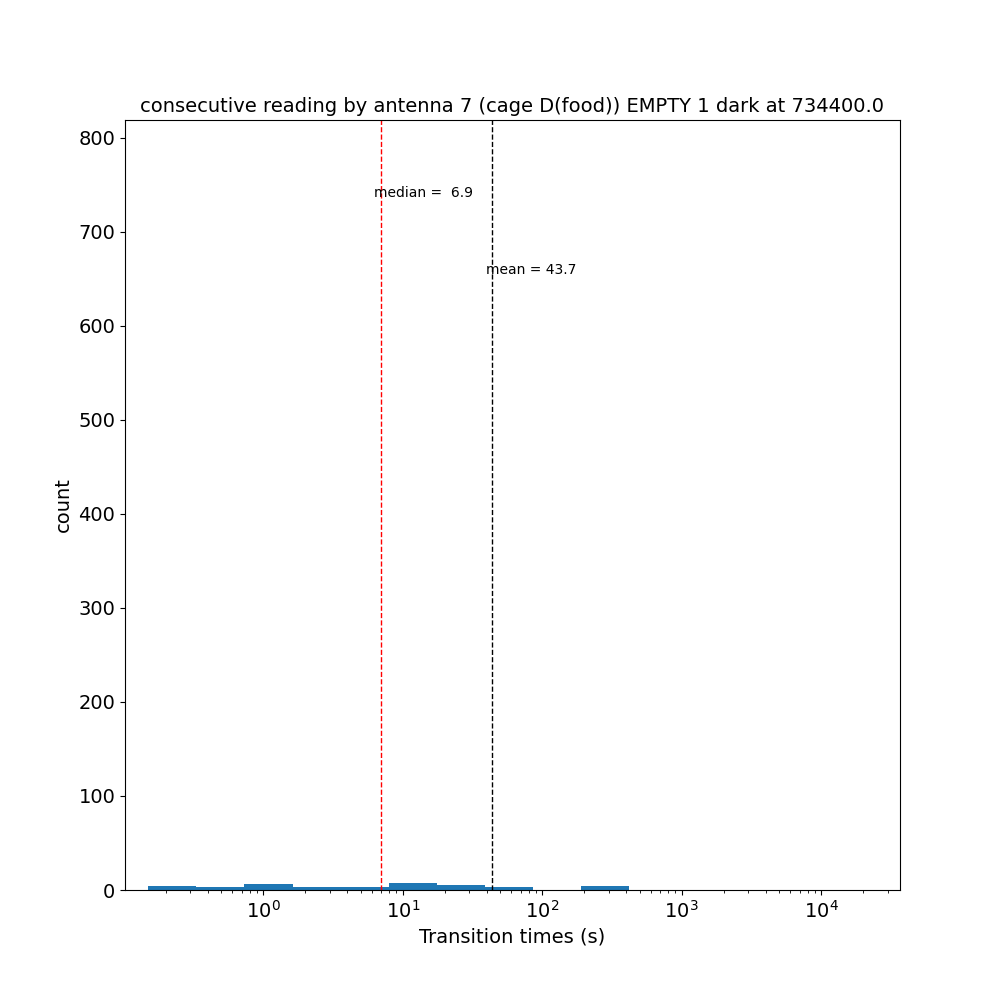 consecutive reading by antenna 7 (cage D(food)) EMPTY 1 dark at 734400.0
800
700
600
500
400
300
200
100
0
count
median =  6.9
mean = 43.7
10⁰ 10¹ 10² 10³ 10⁴
Transition times (s)